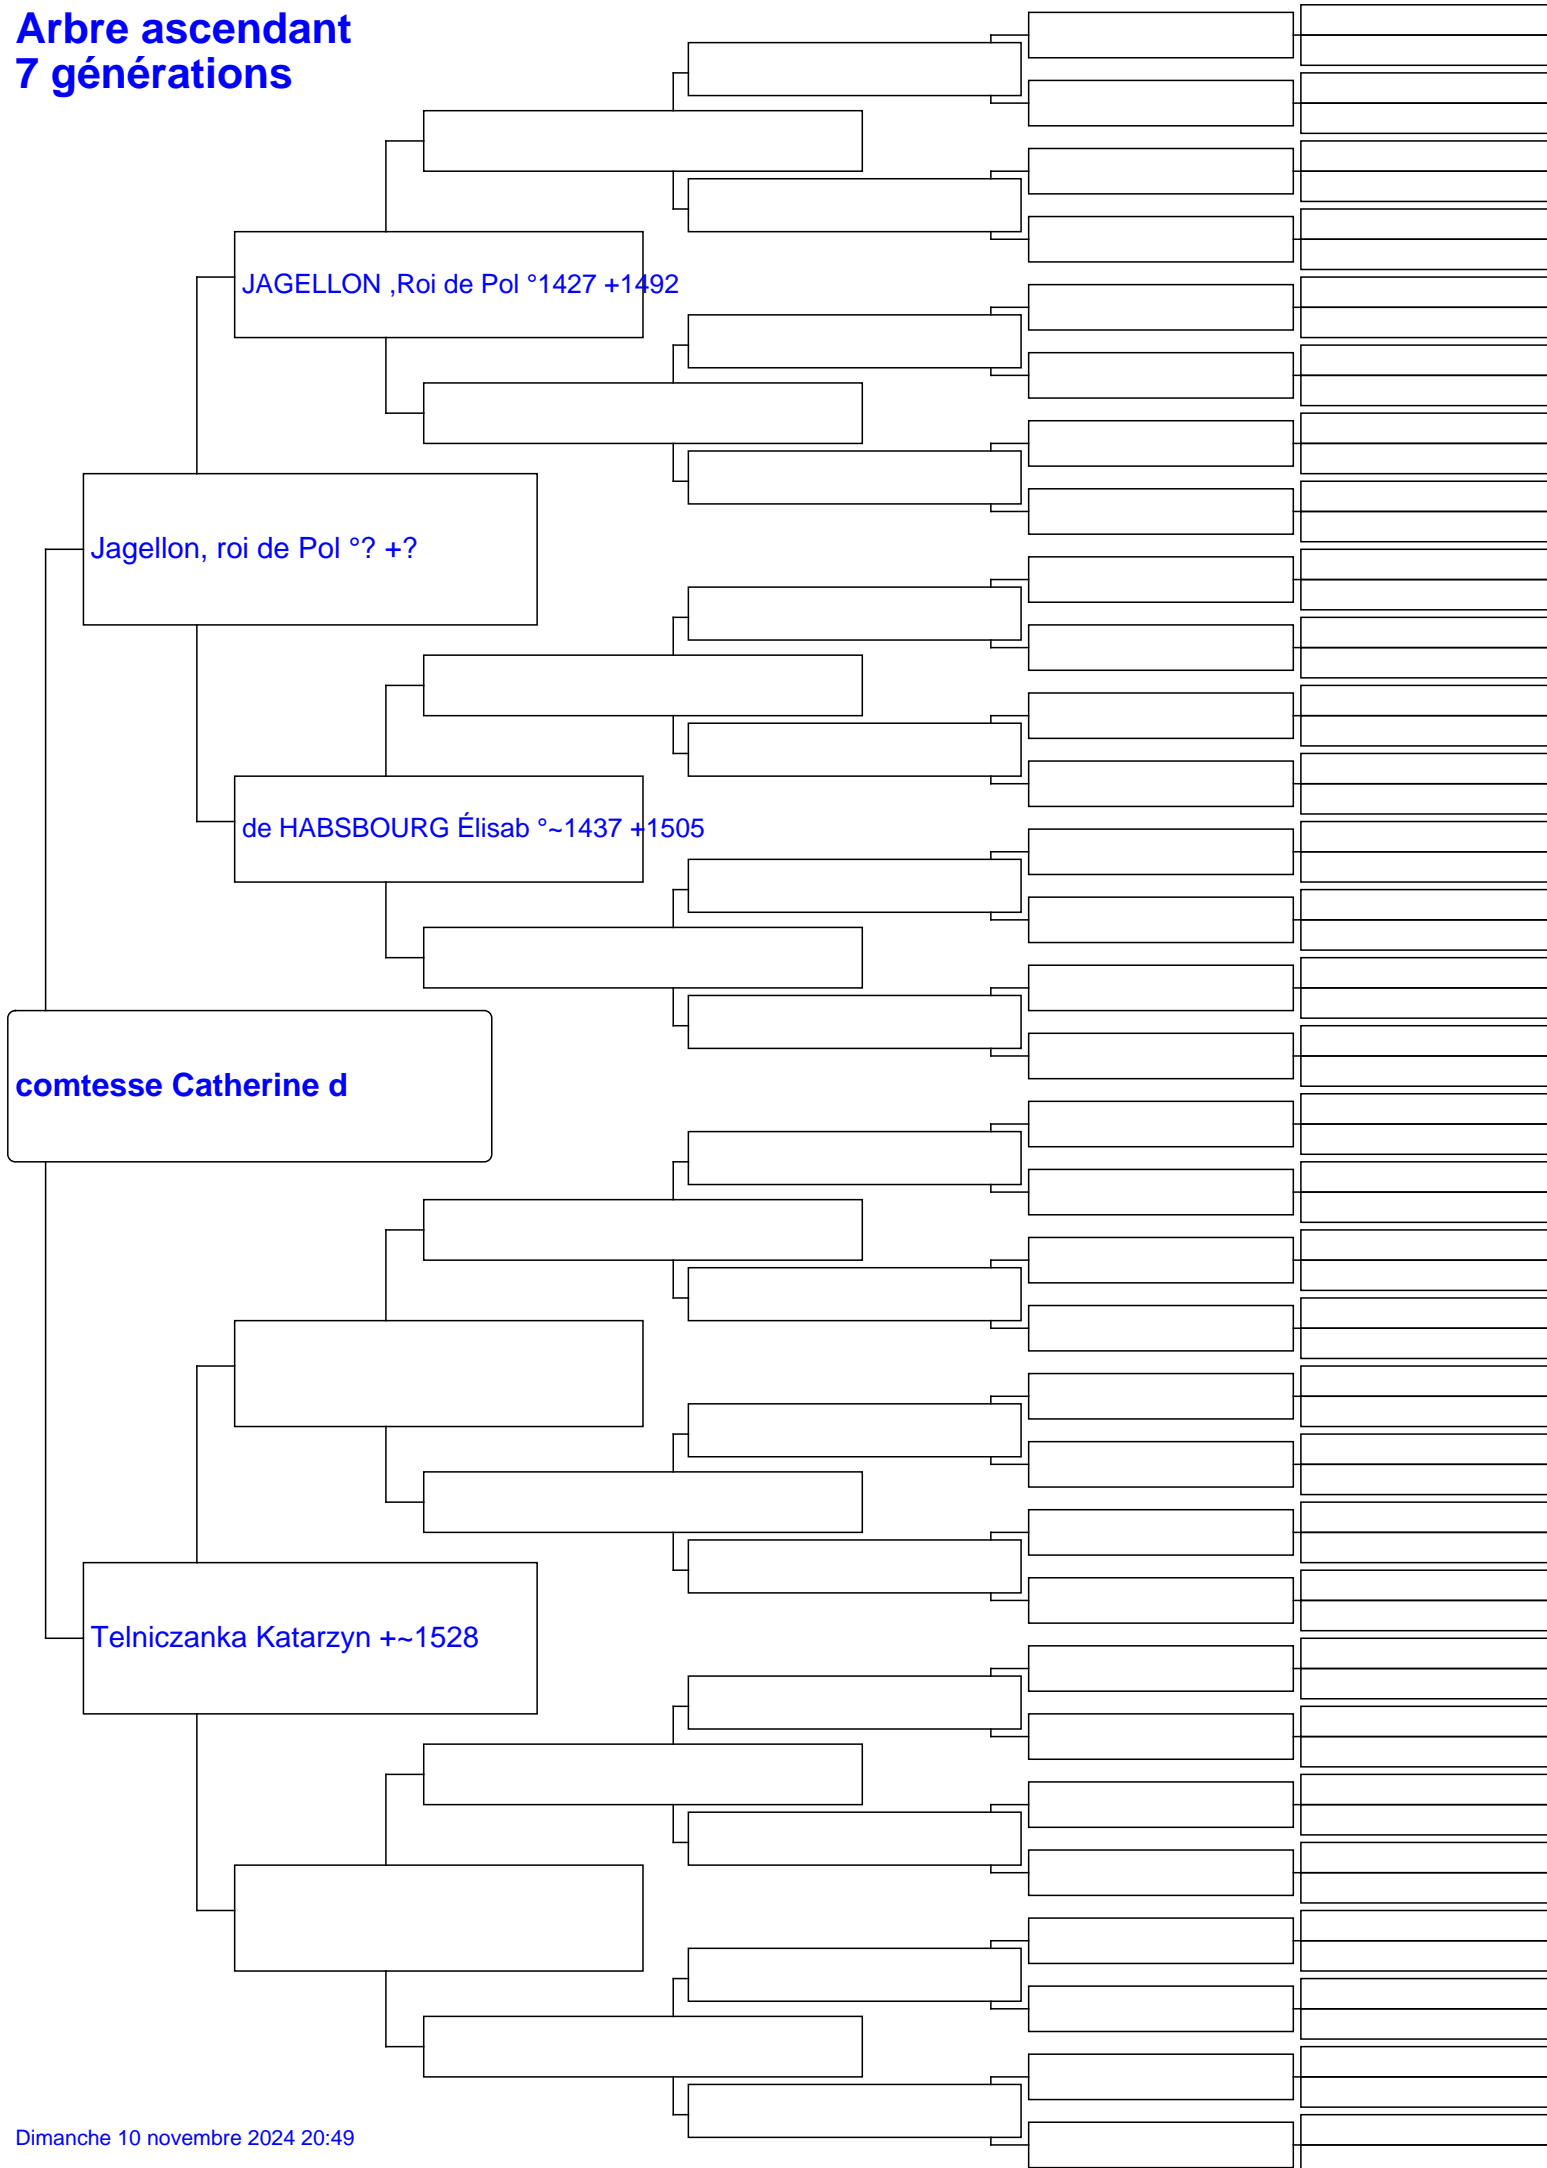 Arbre ascendant
7 générations
JAGELLON ,Roi de Pol °1427 +1492
Jagellon, roi de Pol °? +?
de HABSBOURG Élisab °~1437 +1505
comtesse Catherine d
Telniczanka Katarzyn +~1528
Dimanche 10 novembre 2024 20:49